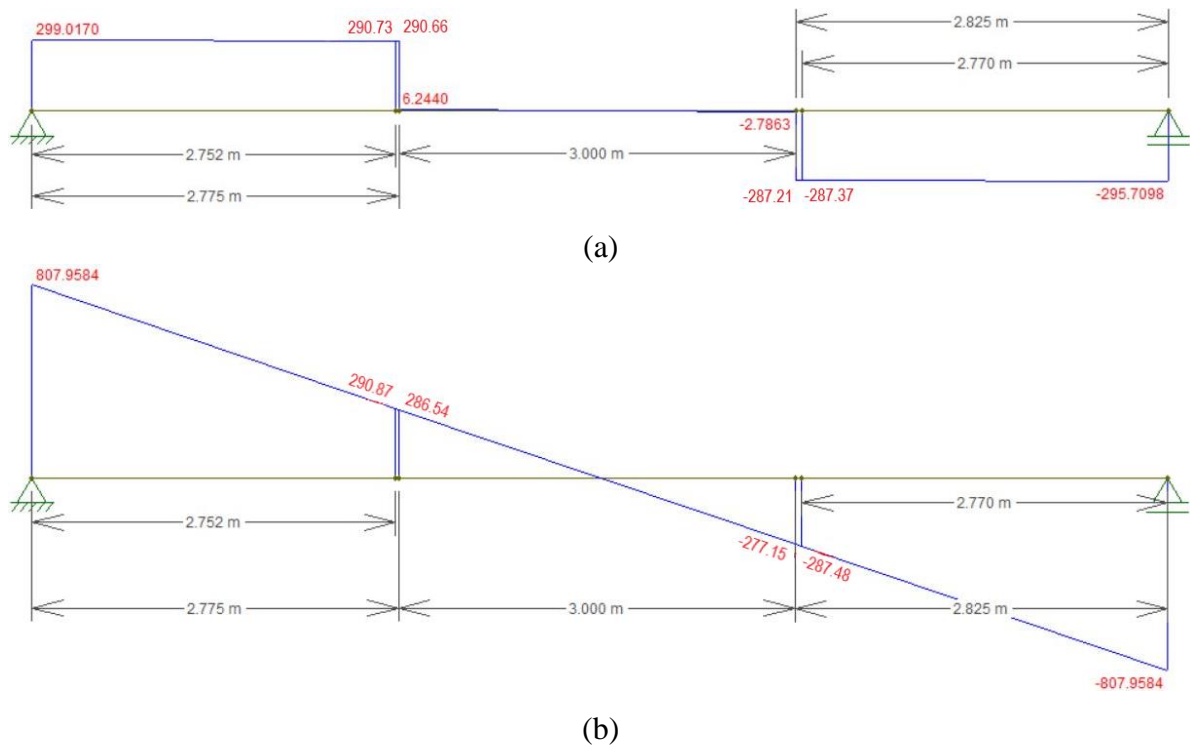 299.0170
290.73 290.66
2.825 m
2.770 m
6.2440
-2.7863
2.752 m
3.000 m
2.775 m
-287.21 -287.37
-295.7098
(a)
807.9584
290.87 286.54
2.752 m
2.770 m
-277.15 -287.48
2.775 m
3.000 m
2.825 m
-807.9584
(b)